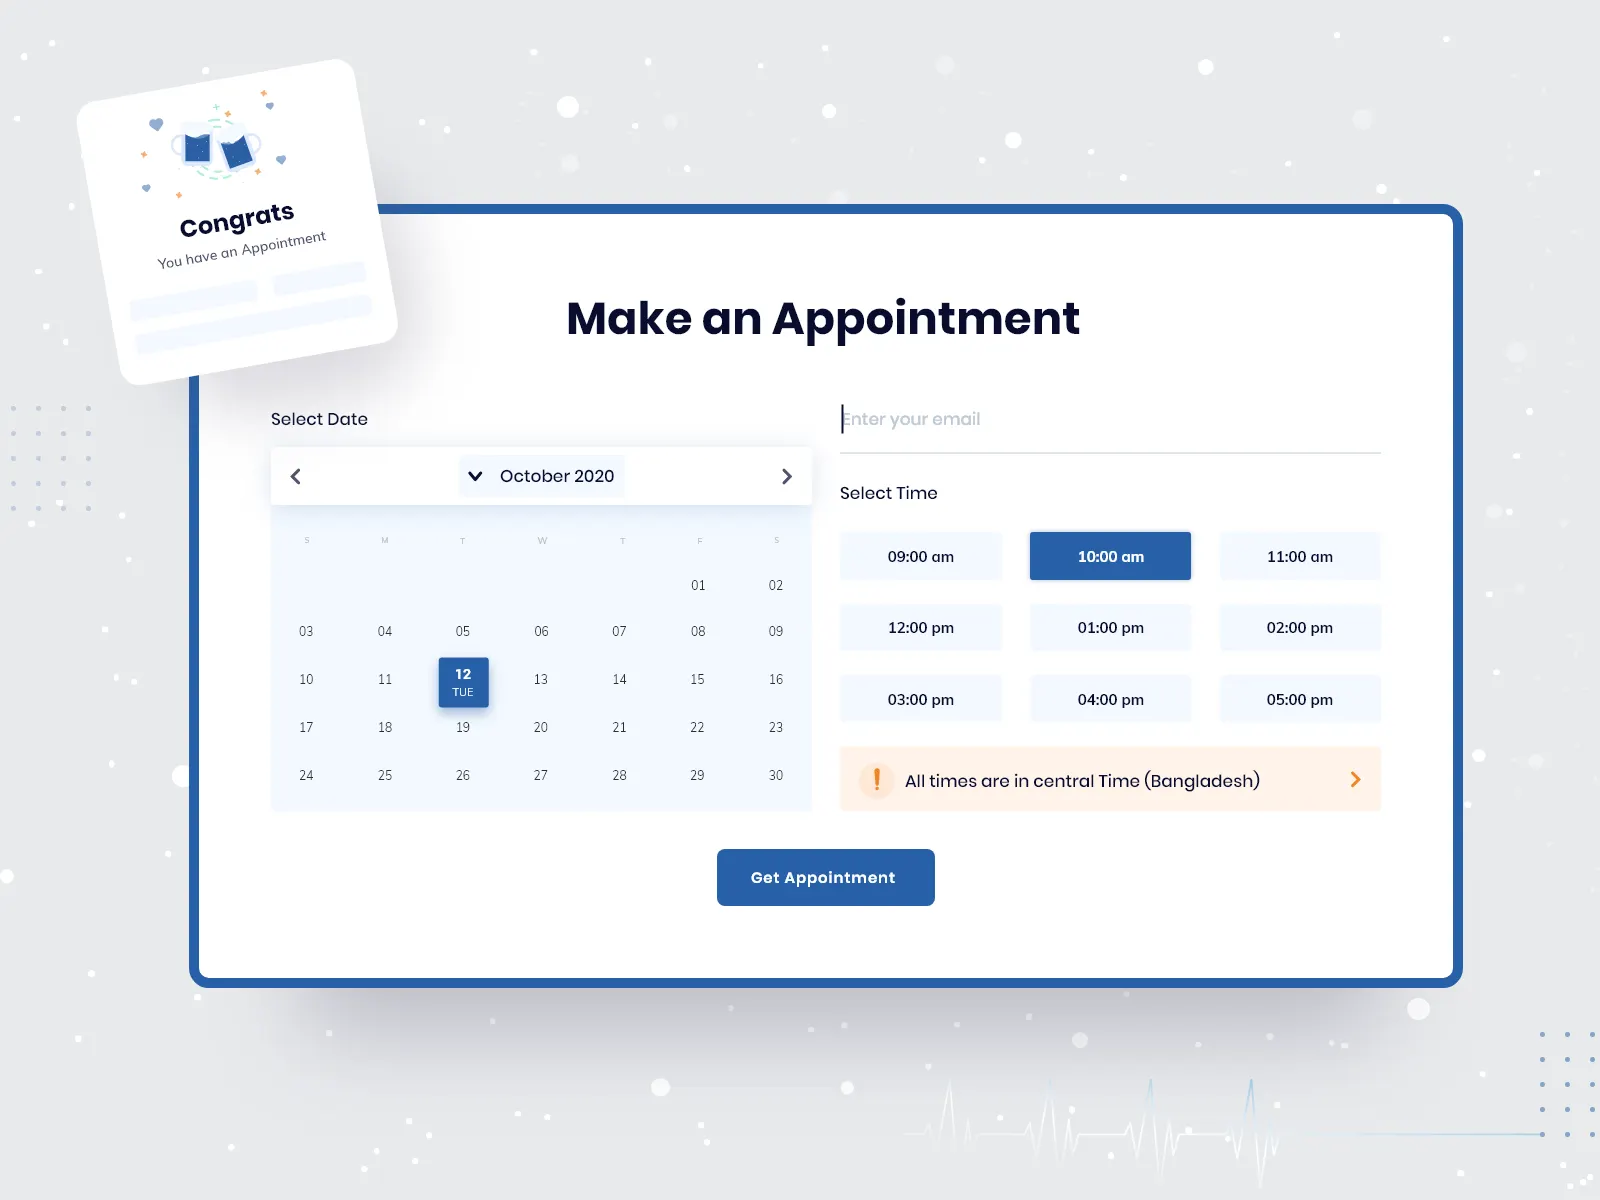 Congrats
You have an Appointment
Make an Appointment
Select Date
October 2020
S M T W T F S
01 02
03 04 05 06 07 08 09
10 11 12 13 14 15 16
TUE
17 18 19 20 21 22 23
24 25 26 27 28 29 30
Enter your email
Select Time
09:00 am 10:00 am 11:00 am
12:00 pm 01:00 pm 02:00 pm
03:00 pm 04:00 pm 05:00 pm
All times are in central Time (Bangladesh)
Get Appointment